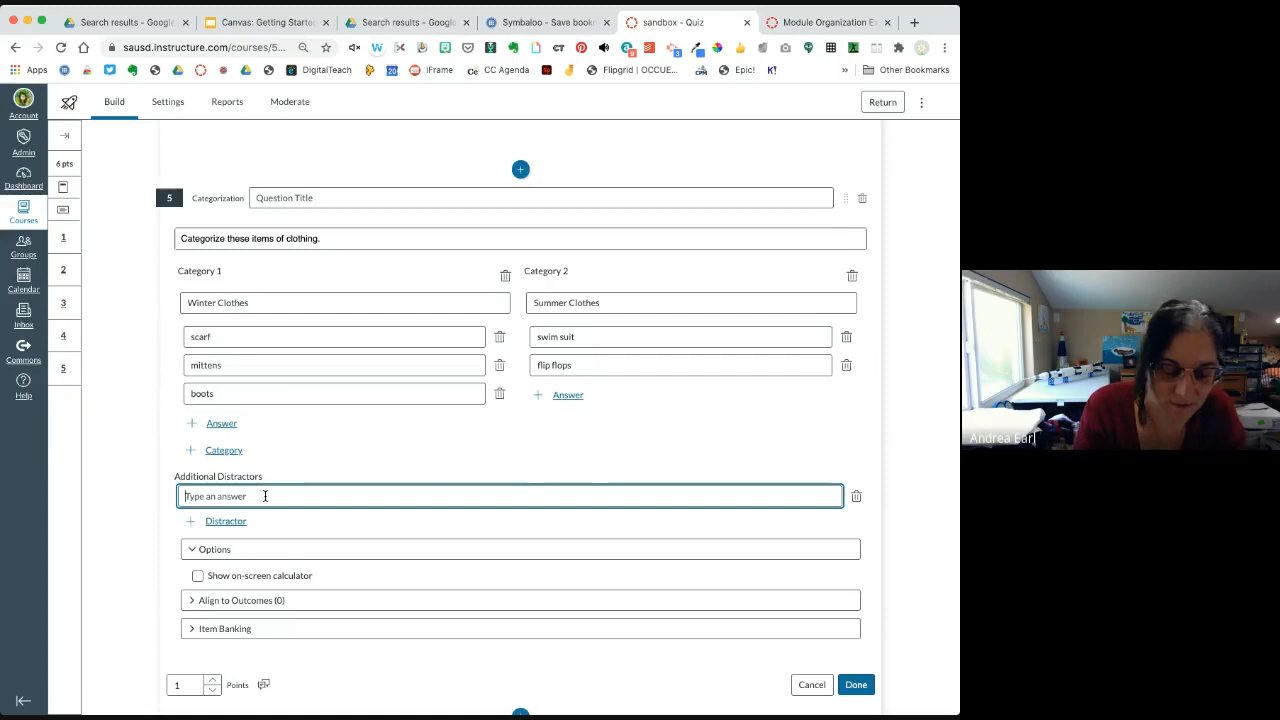 Search results - Google
Canvas: Getting Starte
Search results - Google
Symbaloo - Save book
sandbox - Quiz
Module Organization E
sausd.instructure.com/courses/5...
Apps
DigitalTeach
iFrame
CC Agenda
Flipgrid | OCCUE...
Epic!
Other Bookmarks
Account
Admin
Dashboard
Courses
Groups
Calendar
Inbox
Commons
Help
6 pts
1
2
3
4
5
Build Settings Reports Moderate Return
5 Categorization Question Title
Categorize these items of clothing.
Category 1 Category 2
Winter Clothes Summer Clothes
scarf swim suit
mittens flip flops
boots + Answer
+ Answer
+ Category
Additional Distractors
Type an answer
+ Distractor
Options
Show on-screen calculator
Align to Outcomes (0)
Item Banking
1 Points Cancel Done
Andrea Earl